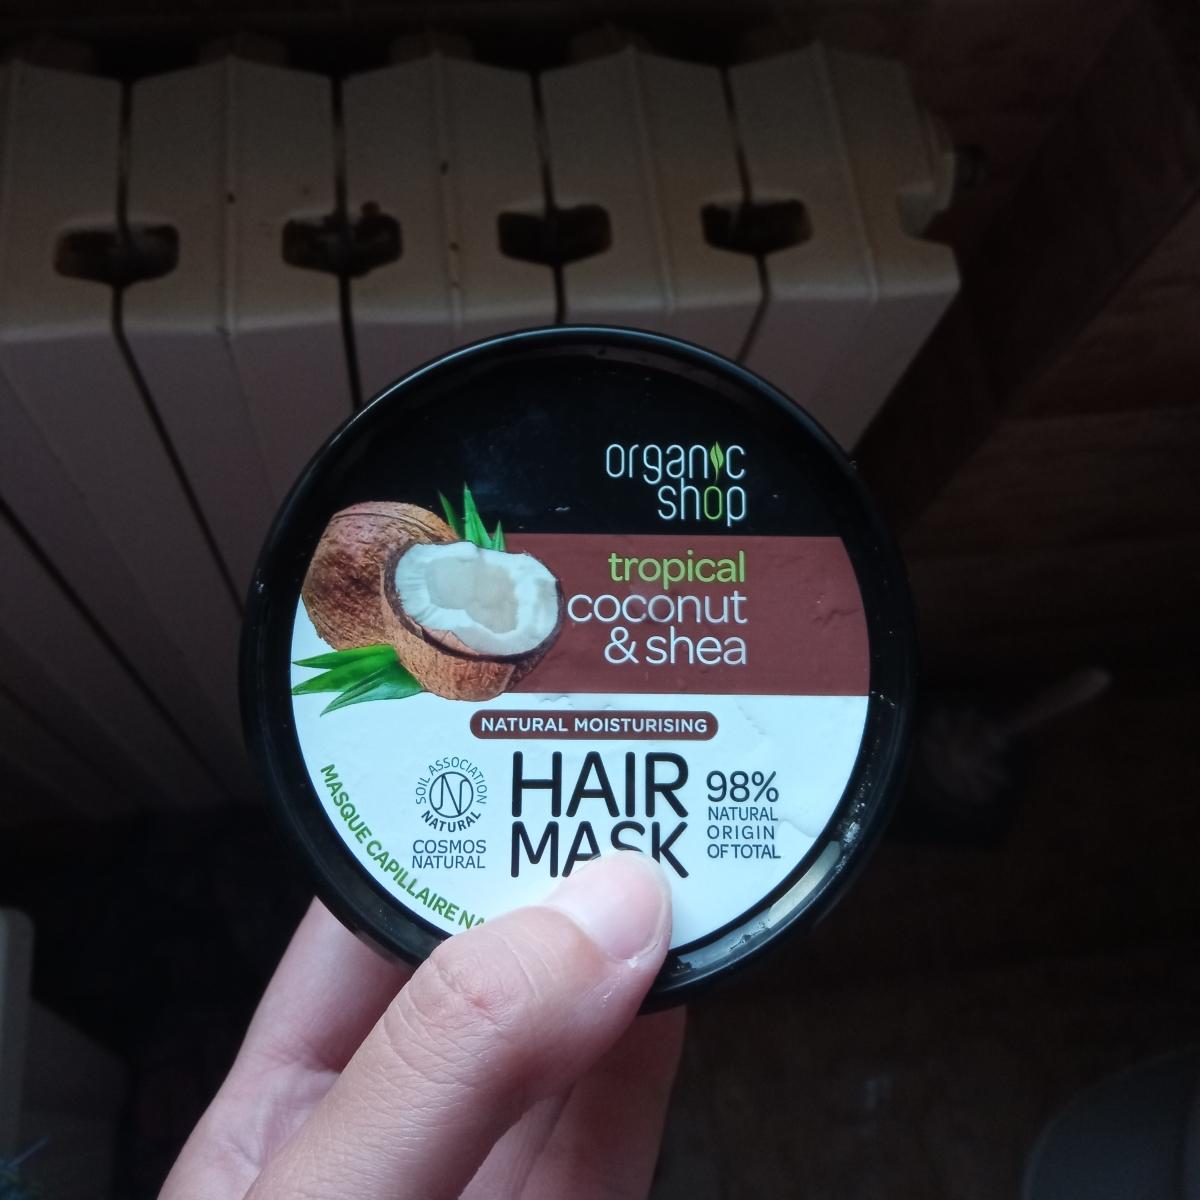 organic
shop
tropical
coconut
& shea
NATURAL MOISTURISING
HAIR
MASK
SOIL ASSOCIATION
NATURAL
COSMOS
NATURAL
98%
NATURAL
ORIGIN
OF TOTAL
MASQUE CAPILLAIRE